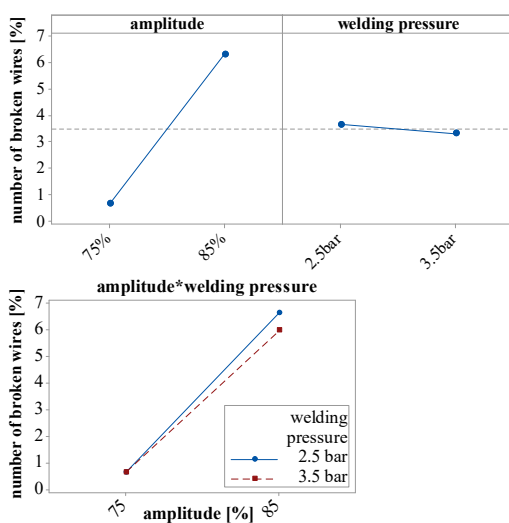 amplitude
welding pressure
number of broken wires [%]
7
6
5
4
3
2
1
0
75%
85%
2.5bar
3.5bar
amplitude*welding pressure
number of broken wires [%]
7
6
5
4
3
2
1
0
welding
pressure
2.5 bar
3.5 bar
75
85
amplitude [%]